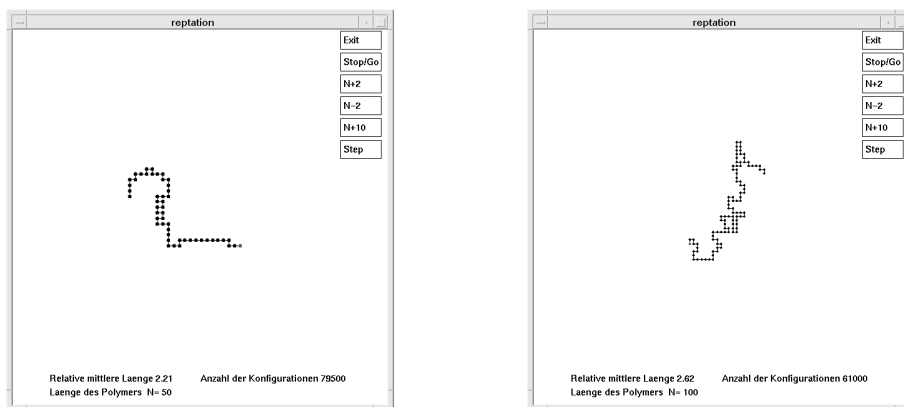 reptation
Exit
Stop/Go
N+2
N−2
N+10
Step
Relative mittlere Laenge 2.21 Anzahl der Konfigurationen 79500
Laenge des Polymers N= 50
reptation
Exit
Stop/Go
N+2
N−2
N+10
Step
Relative mittlere Laenge 2.62 Anzahl der Konfigurationen 61000
Laenge des Polymers N= 100